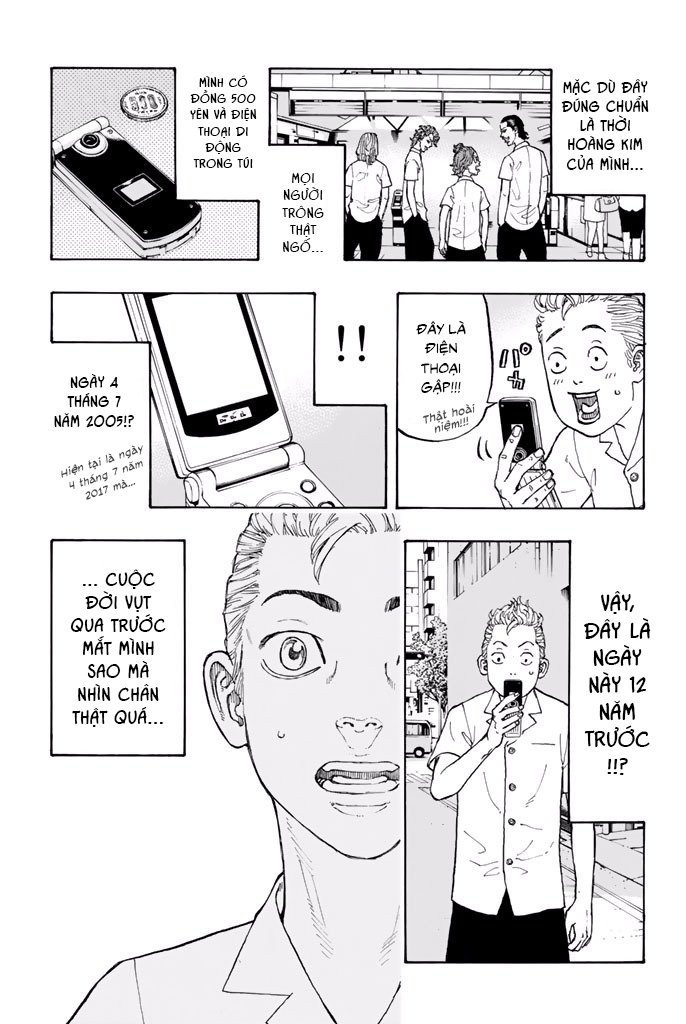 MẶC DÙ ĐÂY
ĐÚNG CHUẨN
LÀ THỜI
HOÀNG KIM
CỦA MÌNH...
MỌI
NGƯỜI
TRÔNG
THẬT
NGỐ...
MÌNH CÓ
ĐỒNG 500
YÊN VÀ ĐIỆN
THOẠI DI
ĐỘNG
TRONG TÚI
500
ĐÂY LÀ
ĐIỆN
THOẠI
GẬP!!!
Thật hoài
niệm!!!
パカ
!!
NGÀY 4
THÁNG 7
NĂM 2005!?
Hiện tại là ngày
4 tháng 7 năm
2017 mà...
VẬY,
ĐÂY LÀ
NGÀY
NÀY 12
NĂM
TRƯỚC
!!?
... CUỘC
ĐỜI VỤT
QUA TRƯỚC
MẮT MÌNH
SAO MÀ
NHÌN CHÂN
THẬT QUÁ...